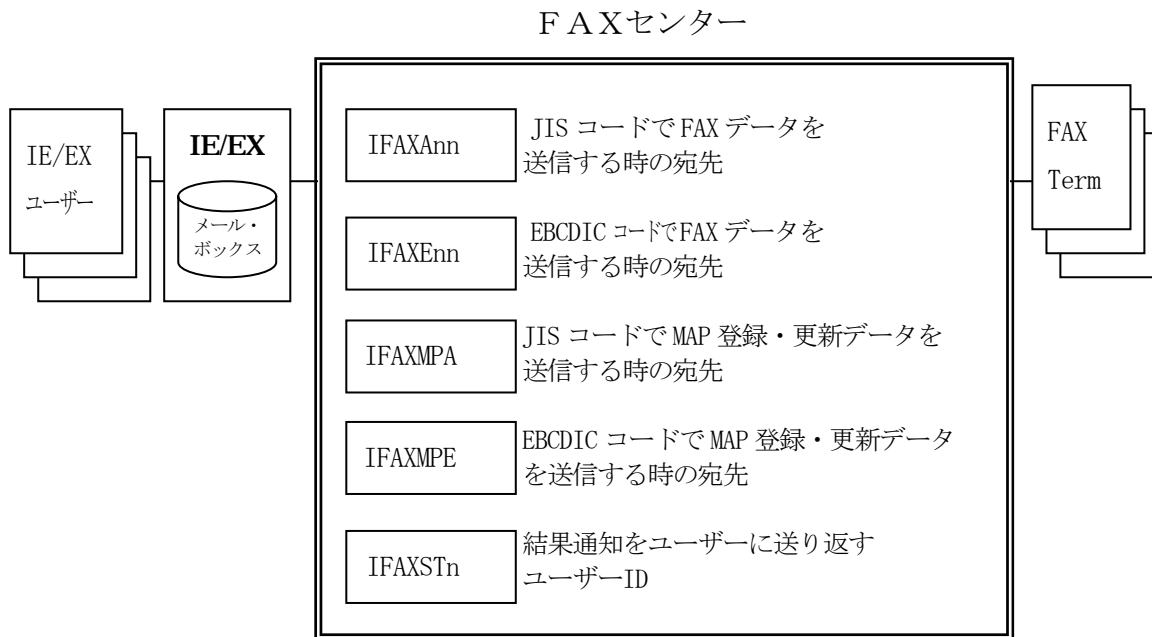 ＦＡＸセンター
IE/EX
ユーザー
IE/EX
メール・
ボックス
IFAXAnn
JIS コードで FAX データを
送信する時の宛先
IFAXEnn
EBCDIC コードで FAX データを
送信する時の宛先
IFAXMPA
JIS コードで MAP 登録・更新データを
送信する時の宛先
IFAXMPE
EBCDIC コードで MAP 登録・更新データ
を送信する時の宛先
IFAXSTn
結果通知をユーザーに送り返す
ユーザーID
FAX
Term